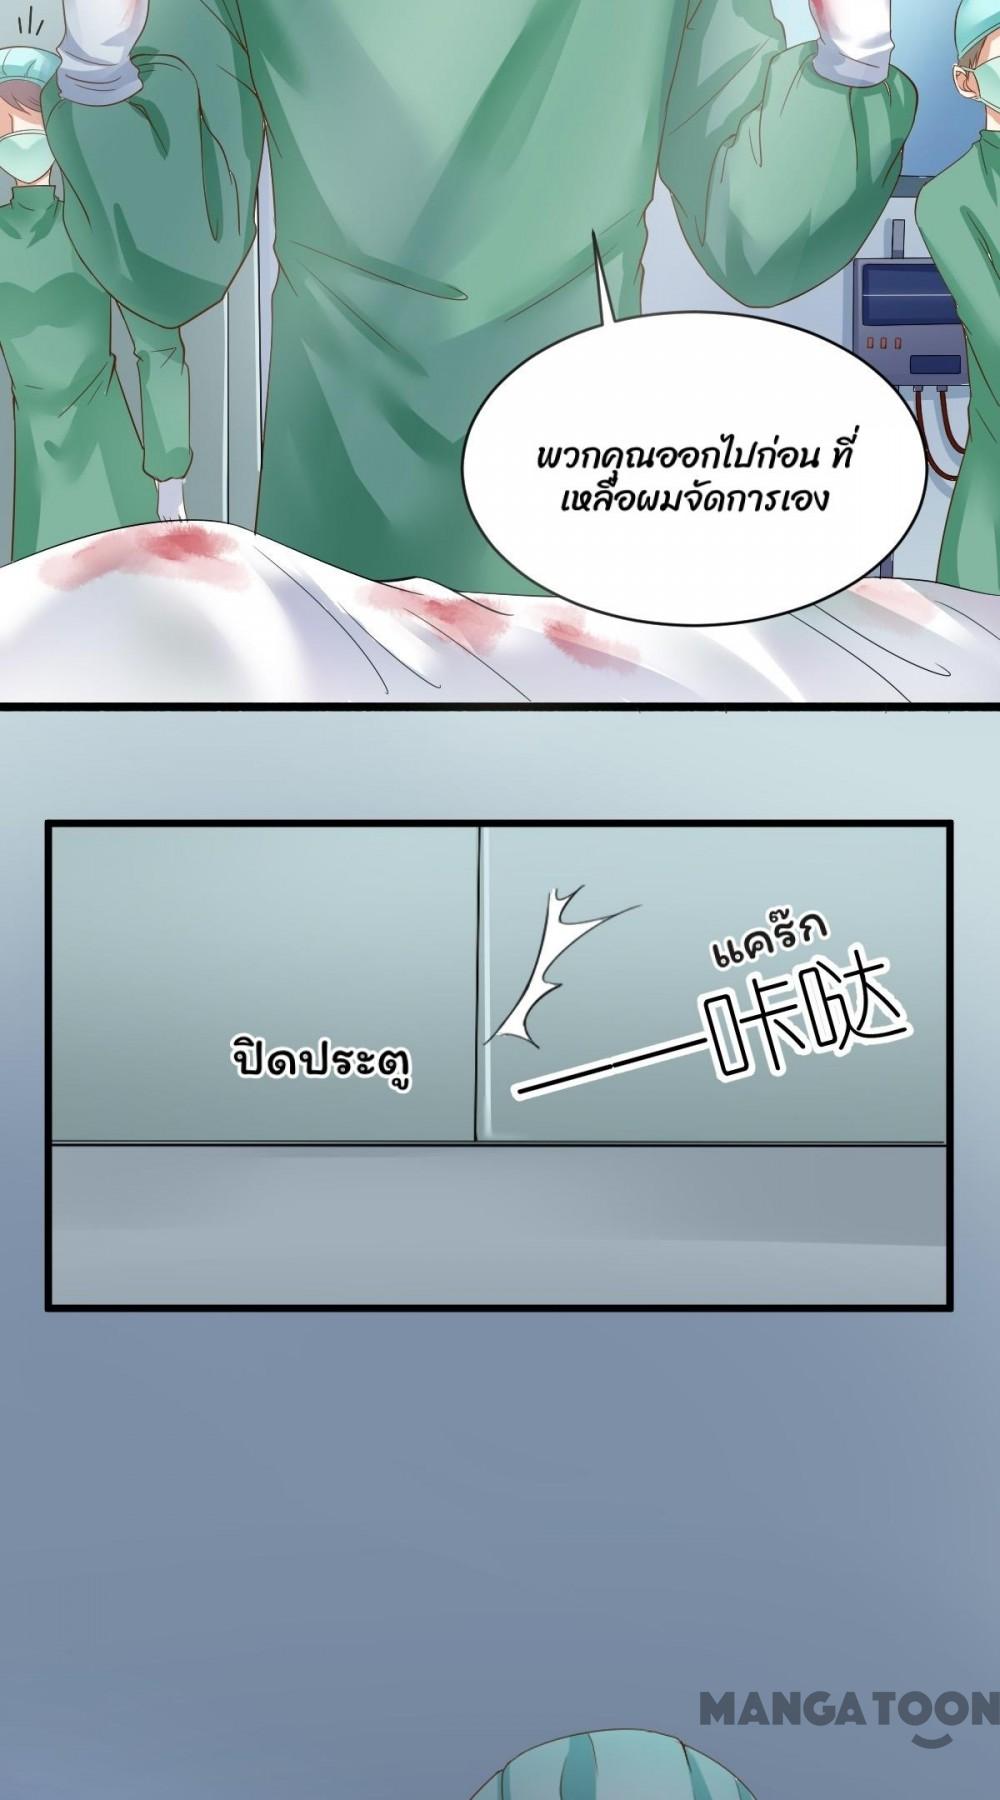 พวกคุณออกไปก่อน ที่
เหลือผมจัดการเอง
แคร๊ก
——咔哒
ปิดประตู
MANGATOON